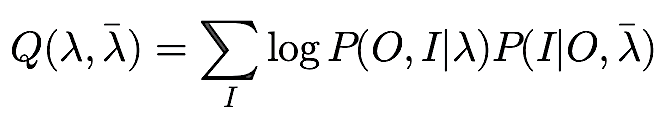 Q(λ, λ̄) = ∑_I log P(O, I|λ)P(I|O, λ̄)